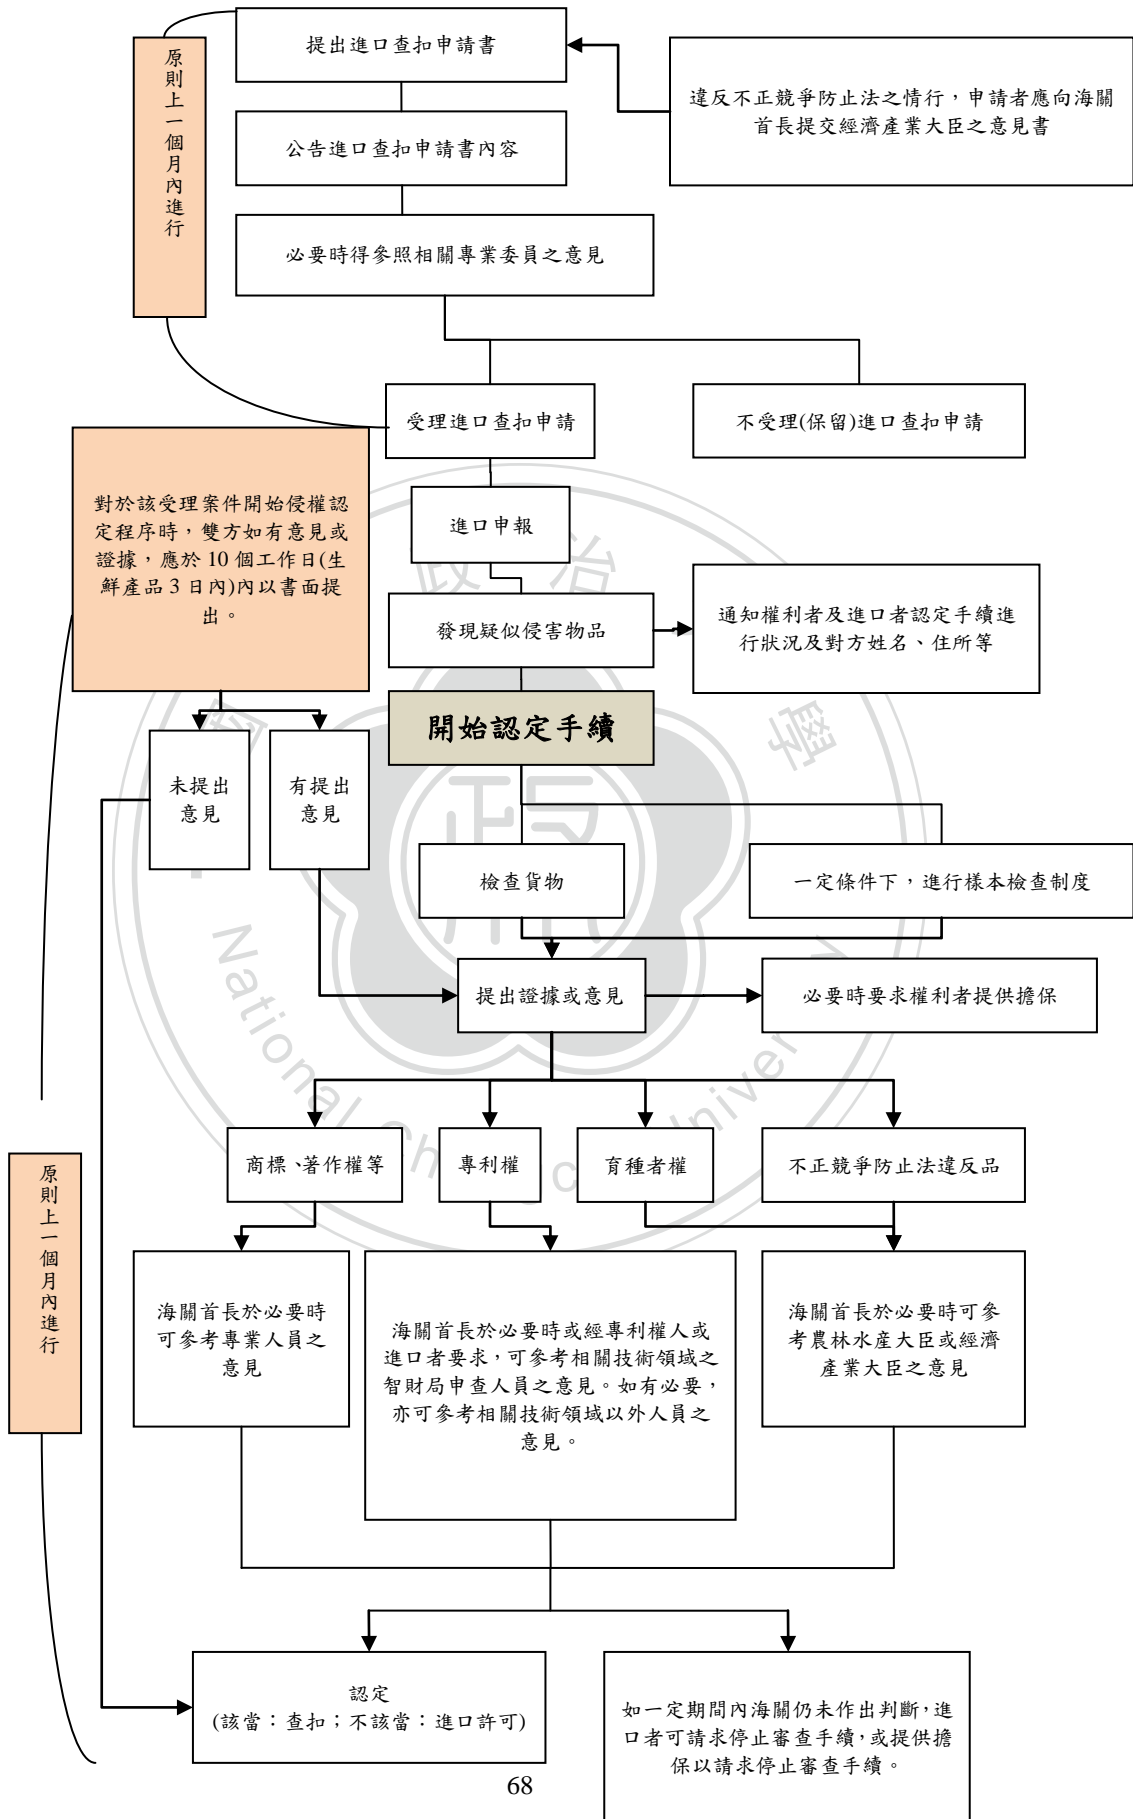 提出進口查扣申請書
原則上一個月內進行
違反不正競爭防止法之情行，申請者應向海關
首長提交經濟產業大臣之意見書
公告進口查扣申請書內容
必要時得參照相關專業委員之意見
受理進口查扣申請
不受理(保留)進口查扣申請
對於該受理案件開始侵權認
定程序時，雙方如有意見或
證據，應於 10 個工作日(生
鮮產品 3 日內)內以書面提
出。
進口申報
發現疑似侵害物品
通知權利者及進口者認定手續進
行狀況及對方姓名、住所等
開始認定手續
未提出
意見
有提出
意見
檢查貨物
一定條件下，進行樣本檢查制度
提出證據或意見
必要時要求權利者提供擔保
商標、著作權等
專利權
育種者權
不正競爭防止法違反品
原則上一個月內進行
海關首長於必要時
可參考專業人員之
意見
海關首長於必要時或經專利權人或
進口者要求，可參考相關技術領域之
智財局申查人員之意見。如有必要，
亦可參考相關技術領域以外人員之
意見。
海關首長於必要時可參
考農林水產大臣或經濟
產業大臣之意見
認定
(該當：查扣；不該當：進口許可)
如一定期間內海關仍未作出判斷，進
口者可請求停止審查手續，或提供擔
保以請求停止審查手續。
68
政治
學
National
Ch
c
Univer